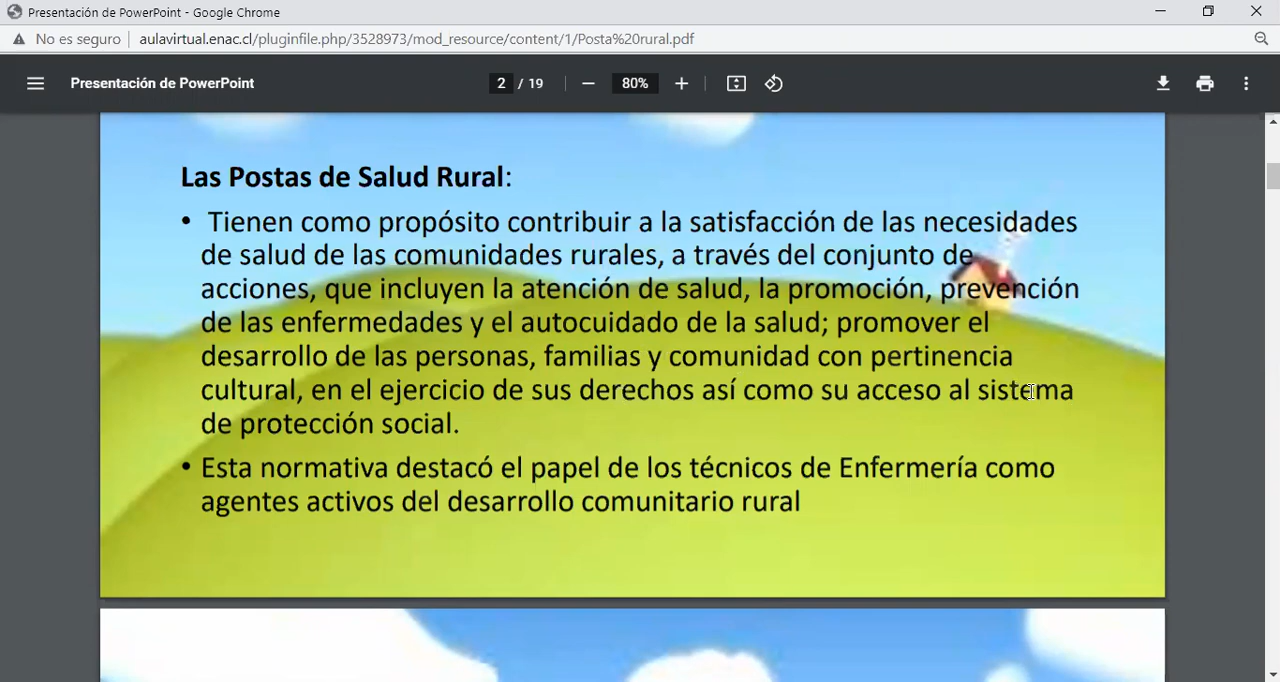 Presentación de PowerPoint - Google Chrome
No es seguro | aulavirtual.enac.cl/pluginfile.php/3528973/mod_resource/content/1/Posta%20rural.pdf
Presentación de PowerPoint 2 / 19 80%
Las Postas de Salud Rural:
• Tienen como propósito contribuir a la satisfacción de las necesidades
de salud de las comunidades rurales, a través del conjunto de
acciones, que incluyen la atención de salud, la promoción, prevención
de las enfermedades y el autocuidado de la salud; promover el
desarrollo de las personas, familias y comunidad con pertinencia
cultural, en el ejercicio de sus derechos así como su acceso al sistema
de protección social.
• Esta normativa destacó el papel de los técnicos de Enfermería como
agentes activos del desarrollo comunitario rural